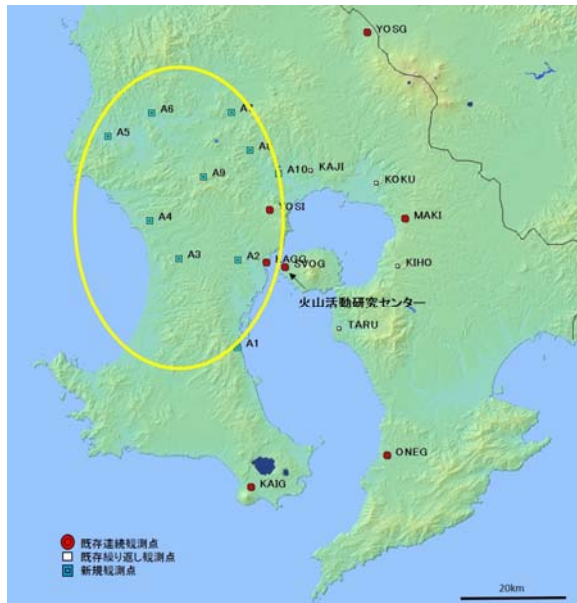 YOSG
A6
A7
A5
A8
A10
KAJI
A9
KOKU
YOSI
MAKI
A4
A3
A2
KAGO
SVOG
KIHO
火山活動研究センター
TARU
A1
ONEG
KAIG
既存連続観測点
既存繰り返し観測点
新規観測点
20km